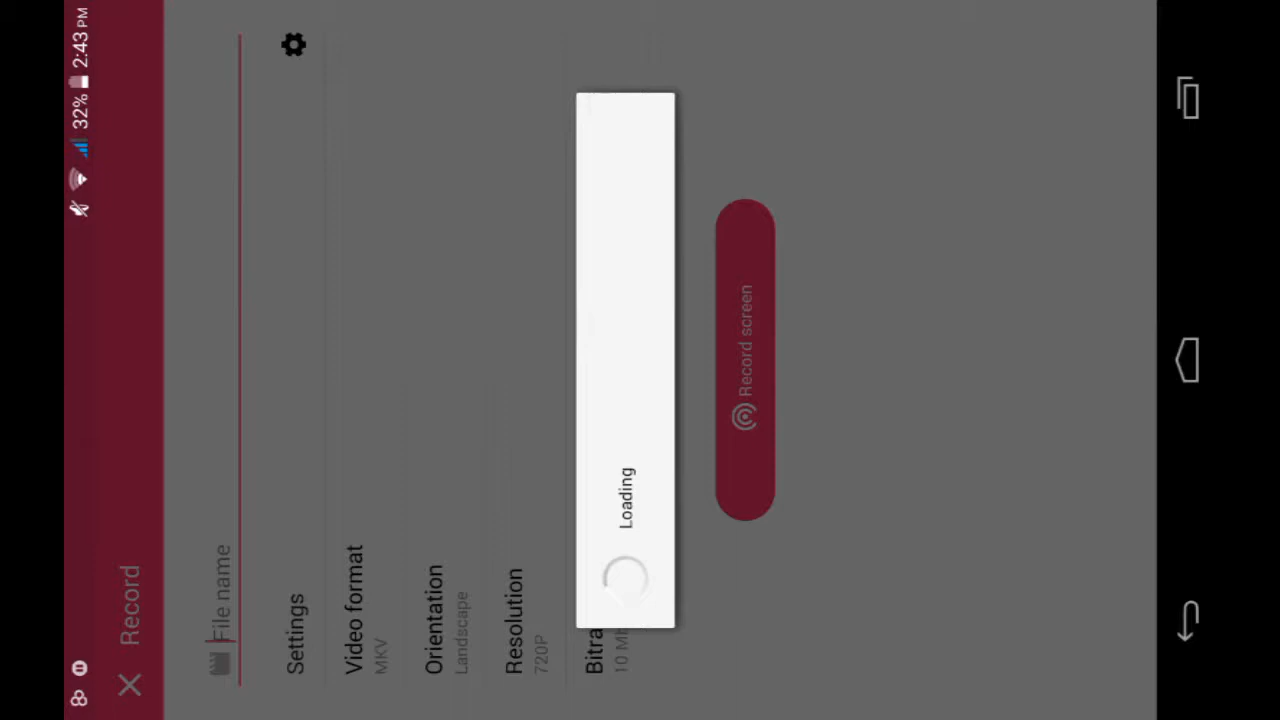 32% 2:43 PM
Record
File name
Settings
Video format
MKV
Orientation
Landscape
Resolution
720P
Loading
Record screen